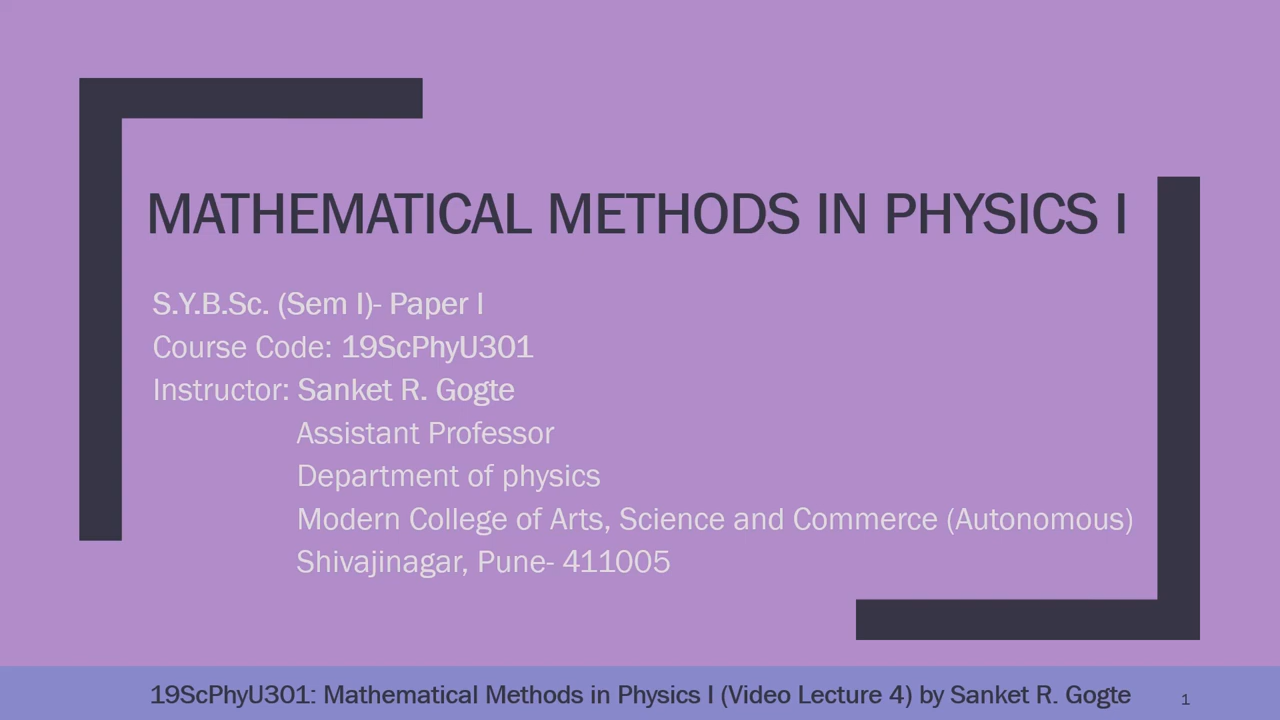 MATHEMATICAL METHODS IN PHYSICS I
S.Y.B.Sc. (Sem I)- Paper I
Course Code: 19ScPhyU301
Instructor: Sanket R. Gogte
Assistant Professor
Department of physics
Modern College of Arts, Science and Commerce (Autonomous)
Shivajinagar, Pune- 411005
19ScPhyU301: Mathematical Methods in Physics I (Video Lecture 4) by Sanket R. Gogte 1